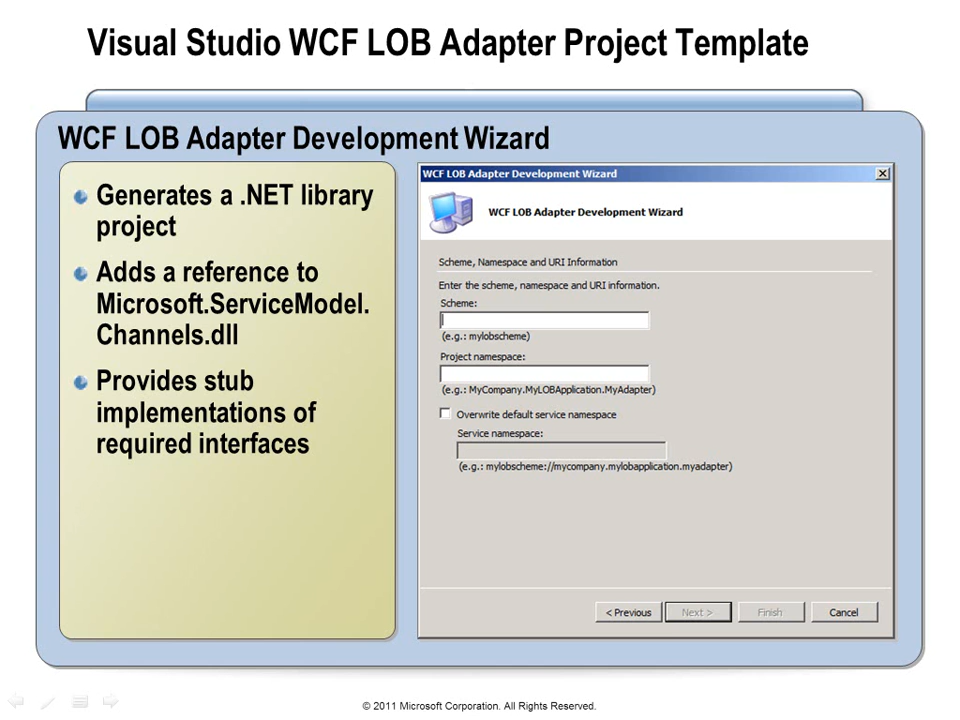 Visual Studio WCF LOB Adapter Project Template
WCF LOB Adapter Development Wizard
Generates a .NET library
project
Adds a reference to
Microsoft.ServiceModel.
Channels.dll
Provides stub
implementations of
required interfaces
WCF LOB Adapter Development Wizard
WCF LOB Adapter Development Wizard
Scheme, Namespace and URI Information
Enter the scheme, namespace and URI information.
Scheme:
(e.g.: mylobscheme)
Project namespace:
(e.g.: MyCompany.MyLOBApplication.MyAdapter)
Overwrite default service namespace
Service namespace:
(e.g.: mylobscheme://mycompany.mylobapplication.myadapter)
< Previous
Next >
Finish
Cancel
© 2011 Microsoft Corporation. All Rights Reserved.